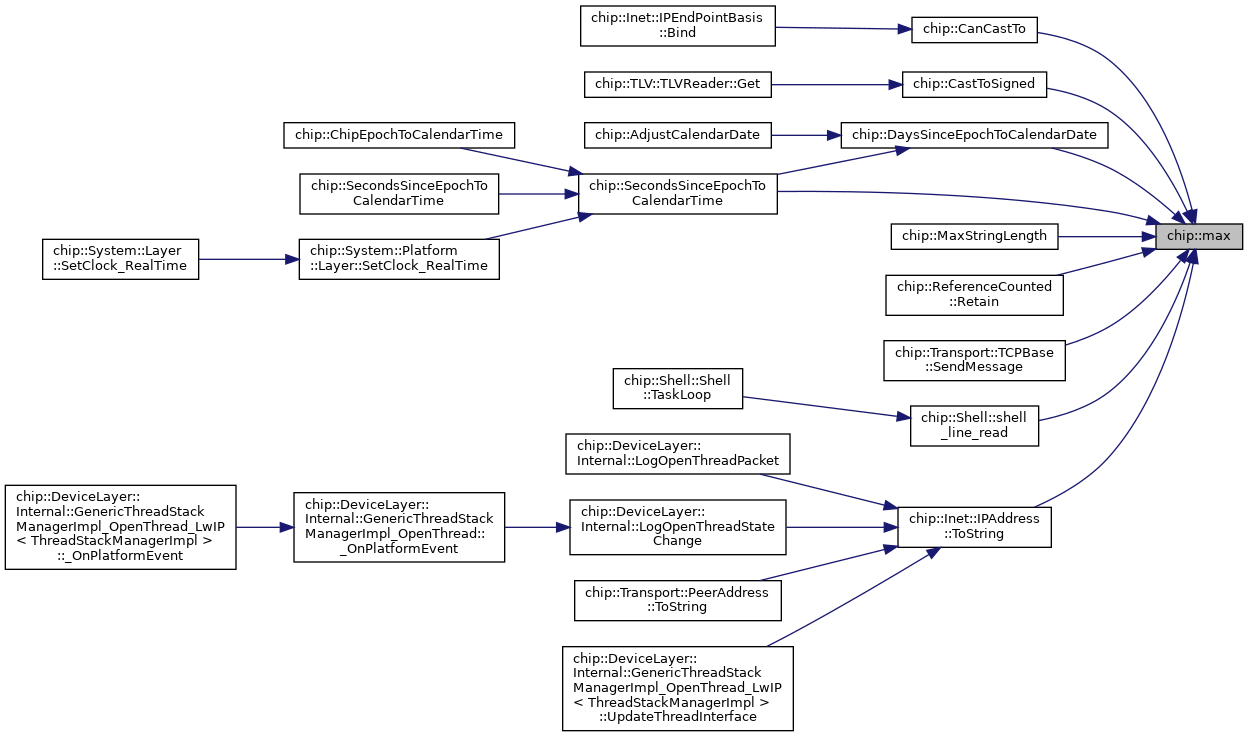 chip::Inet::IPEndPointBasis
::Bind
chip::CanCastTo
chip::TLV::TLVReader::Get
chip::CastToSigned
chip::ChipEpochToCalendarTime
chip::AdjustCalendarDate
chip::DaysSinceEpochToCalendarDate
chip::SecondsSinceEpochTo
CalendarTime
chip::SecondsSinceEpochTo
CalendarTime
chip::MaxStringLength
chip::max
chip::System::Layer
::SetClock_RealTime
chip::System::Platform
::Layer::SetClock_RealTime
chip::ReferenceCounted
::Retain
chip::Transport::TCPBase
::SendMessage
chip::Shell::Shell
::TaskLoop
chip::Shell::shell
_line_read
chip::DeviceLayer::
Internal::LogOpenThreadPacket
chip::DeviceLayer::
Internal::GenericThreadStack
ManagerImpl_OpenThread_LwIP
< ThreadStackManagerImpl >
::_OnPlatformEvent
chip::DeviceLayer::
Internal::GenericThreadStack
ManagerImpl_OpenThread::
_OnPlatformEvent
chip::DeviceLayer::
Internal::LogOpenThreadState
Change
chip::Inet::IPAddress
::ToString
chip::Transport::PeerAddress
::ToString
chip::DeviceLayer::
Internal::GenericThreadStack
ManagerImpl_OpenThread_LwIP
< ThreadStackManagerImpl >
::UpdateThreadInterface